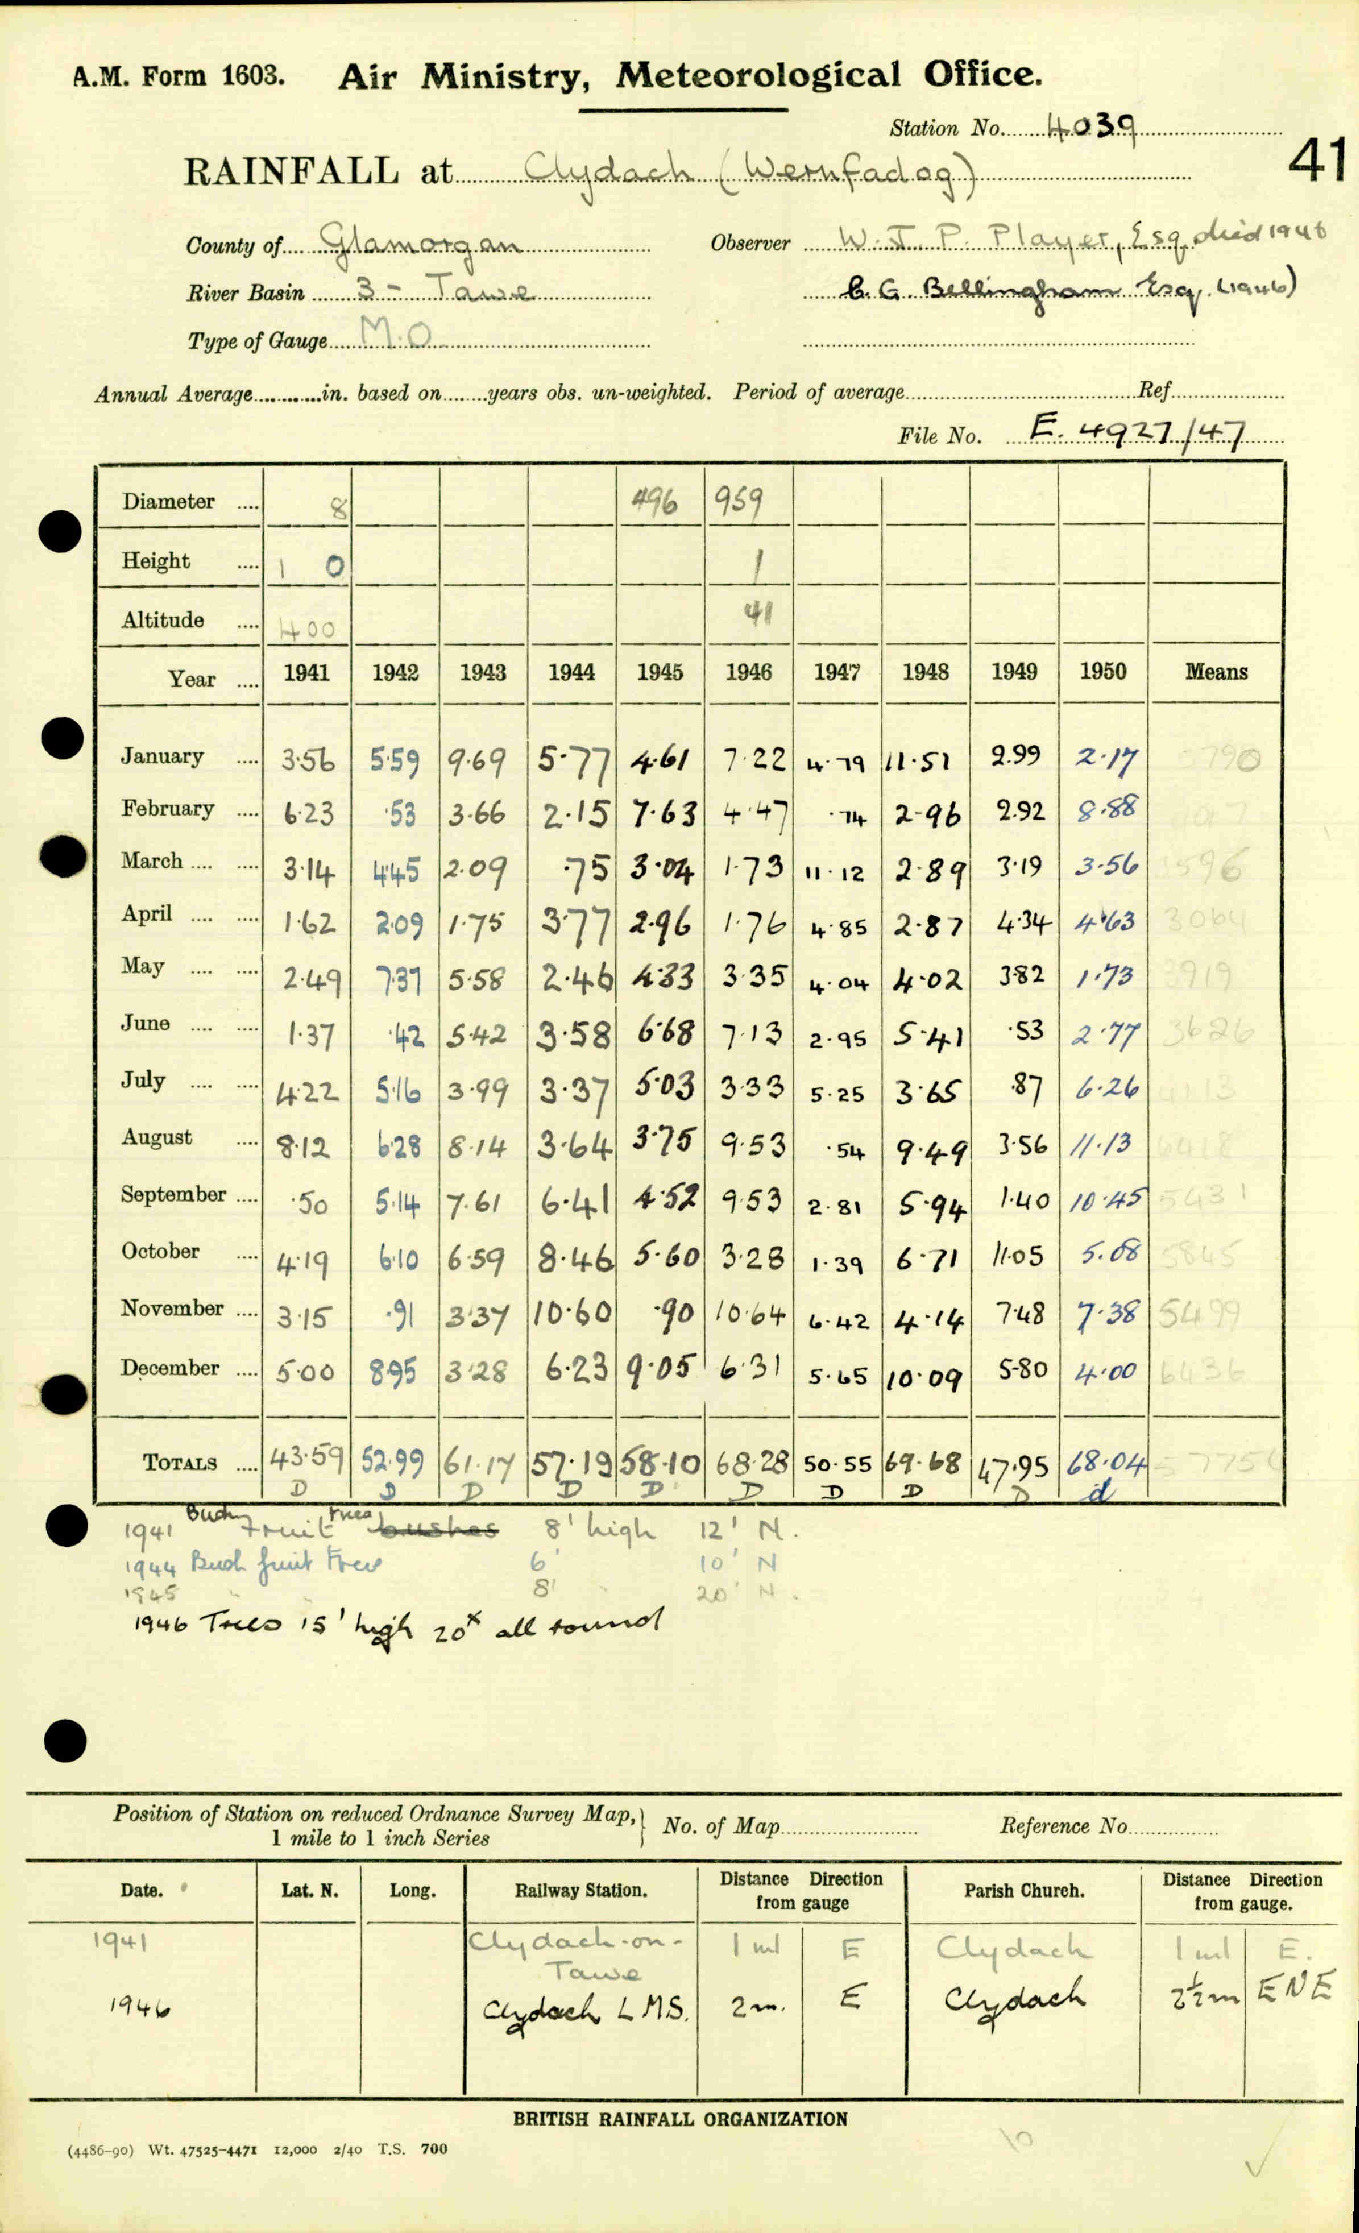 A.M. Form 1603. Air Ministry, Meteorological Office.
Station No. 4039
41
RAINFALL at Clydach (Wernfadog)
County of Glamorgan Observer W. J. P. Player, Esq. died 1946
River Basin 3 - Tawe C. G. Bellingham Esq. (1946)
Type of Gauge M.O
Annual Average in. based on years obs. un-weighted. Period of average Ref
File No. E. 4927/47
Diameter .... 8 496 959
Height .... 1 0 1
Altitude .... 400 41
Year .... 1941 1942 1943 1944 1945 1946 1947 1948 1949 1950 Means
January .... 3.56 5.59 9.69 5.77 4.61 7.22 4.79 11.51 2.99 2.17 5790
February .... 6.23 .53 3.66 2.15 7.63 4.47 .74 2.96 2.92 8.88
March .... .... 3.14 4.45 2.09 .75 3.04 1.73 11.12 2.89 3.19 3.56 3596
April .... .... 1.62 2.09 1.75 3.77 2.96 1.76 4.85 2.87 4.34 4.63 3064
May .... .... 2.49 7.37 5.58 2.46 4.33 3.35 4.04 4.02 3.82 1.73 3919
June .... .... 1.37 .42 5.42 3.58 6.68 7.13 2.95 5.41 .53 2.77 3626
July .... .... 4.22 5.16 3.99 3.37 5.03 3.33 5.25 3.65 .87 6.26 4113
August .... 8.12 6.28 8.14 3.64 3.75 9.53 .54 9.49 3.56 11.13 6418
September .... .50 5.14 7.61 6.41 4.52 9.53 2.81 5.94 1.40 10.45 5431
October .... 4.19 6.10 6.59 8.46 5.60 3.28 1.39 6.71 11.05 5.08 5845
November .... 3.15 .91 3.37 10.60 .90 10.64 6.42 4.14 7.48 7.38 5499
December .... 5.00 8.95 3.28 6.23 9.05 6.31 5.65 10.09 5.80 4.00 6436
TOTALS .... 43.59 52.99 61.17 57.19 58.10 68.28 50.55 69.68 47.95 68.04 57754
D D D D D D D D D d
1941 Bush Fruit Trees bushes 8' high 12' N.
1944 Bush fruit Trees 6' 10' N
1945 " " 8' " 20' N.
1946 Trees 15' high 20x all round
Position of Station on reduced Ordnance Survey Map, No. of Map Reference No
1 mile to 1 inch Series
Date. Lat. N. Long. Railway Station. Distance Direction from gauge Parish Church. Distance Direction from gauge.
1941 Clydach-on-Tawe 1 ml E Clydach 1 ml E.
1946 Clydach L M S. 2 m. E Clydach 2½m ENE
BRITISH RAINFALL ORGANIZATION
(4486-90) Wt. 47525-4471 12,000 2/40 T.S. 700
10